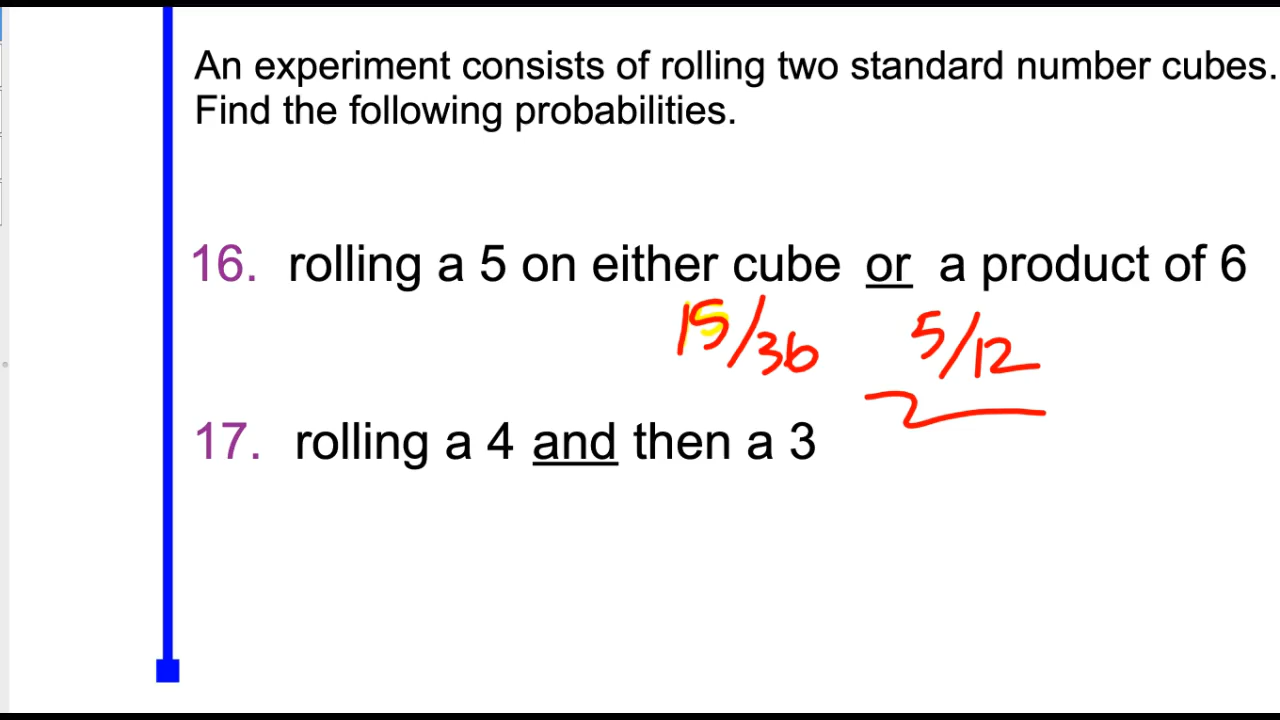 An experiment consists of rolling two standard number cubes.
Find the following probabilities.
16. rolling a 5 on either cube or a product of 6
15/36 5/12
17. rolling a 4 and then a 3